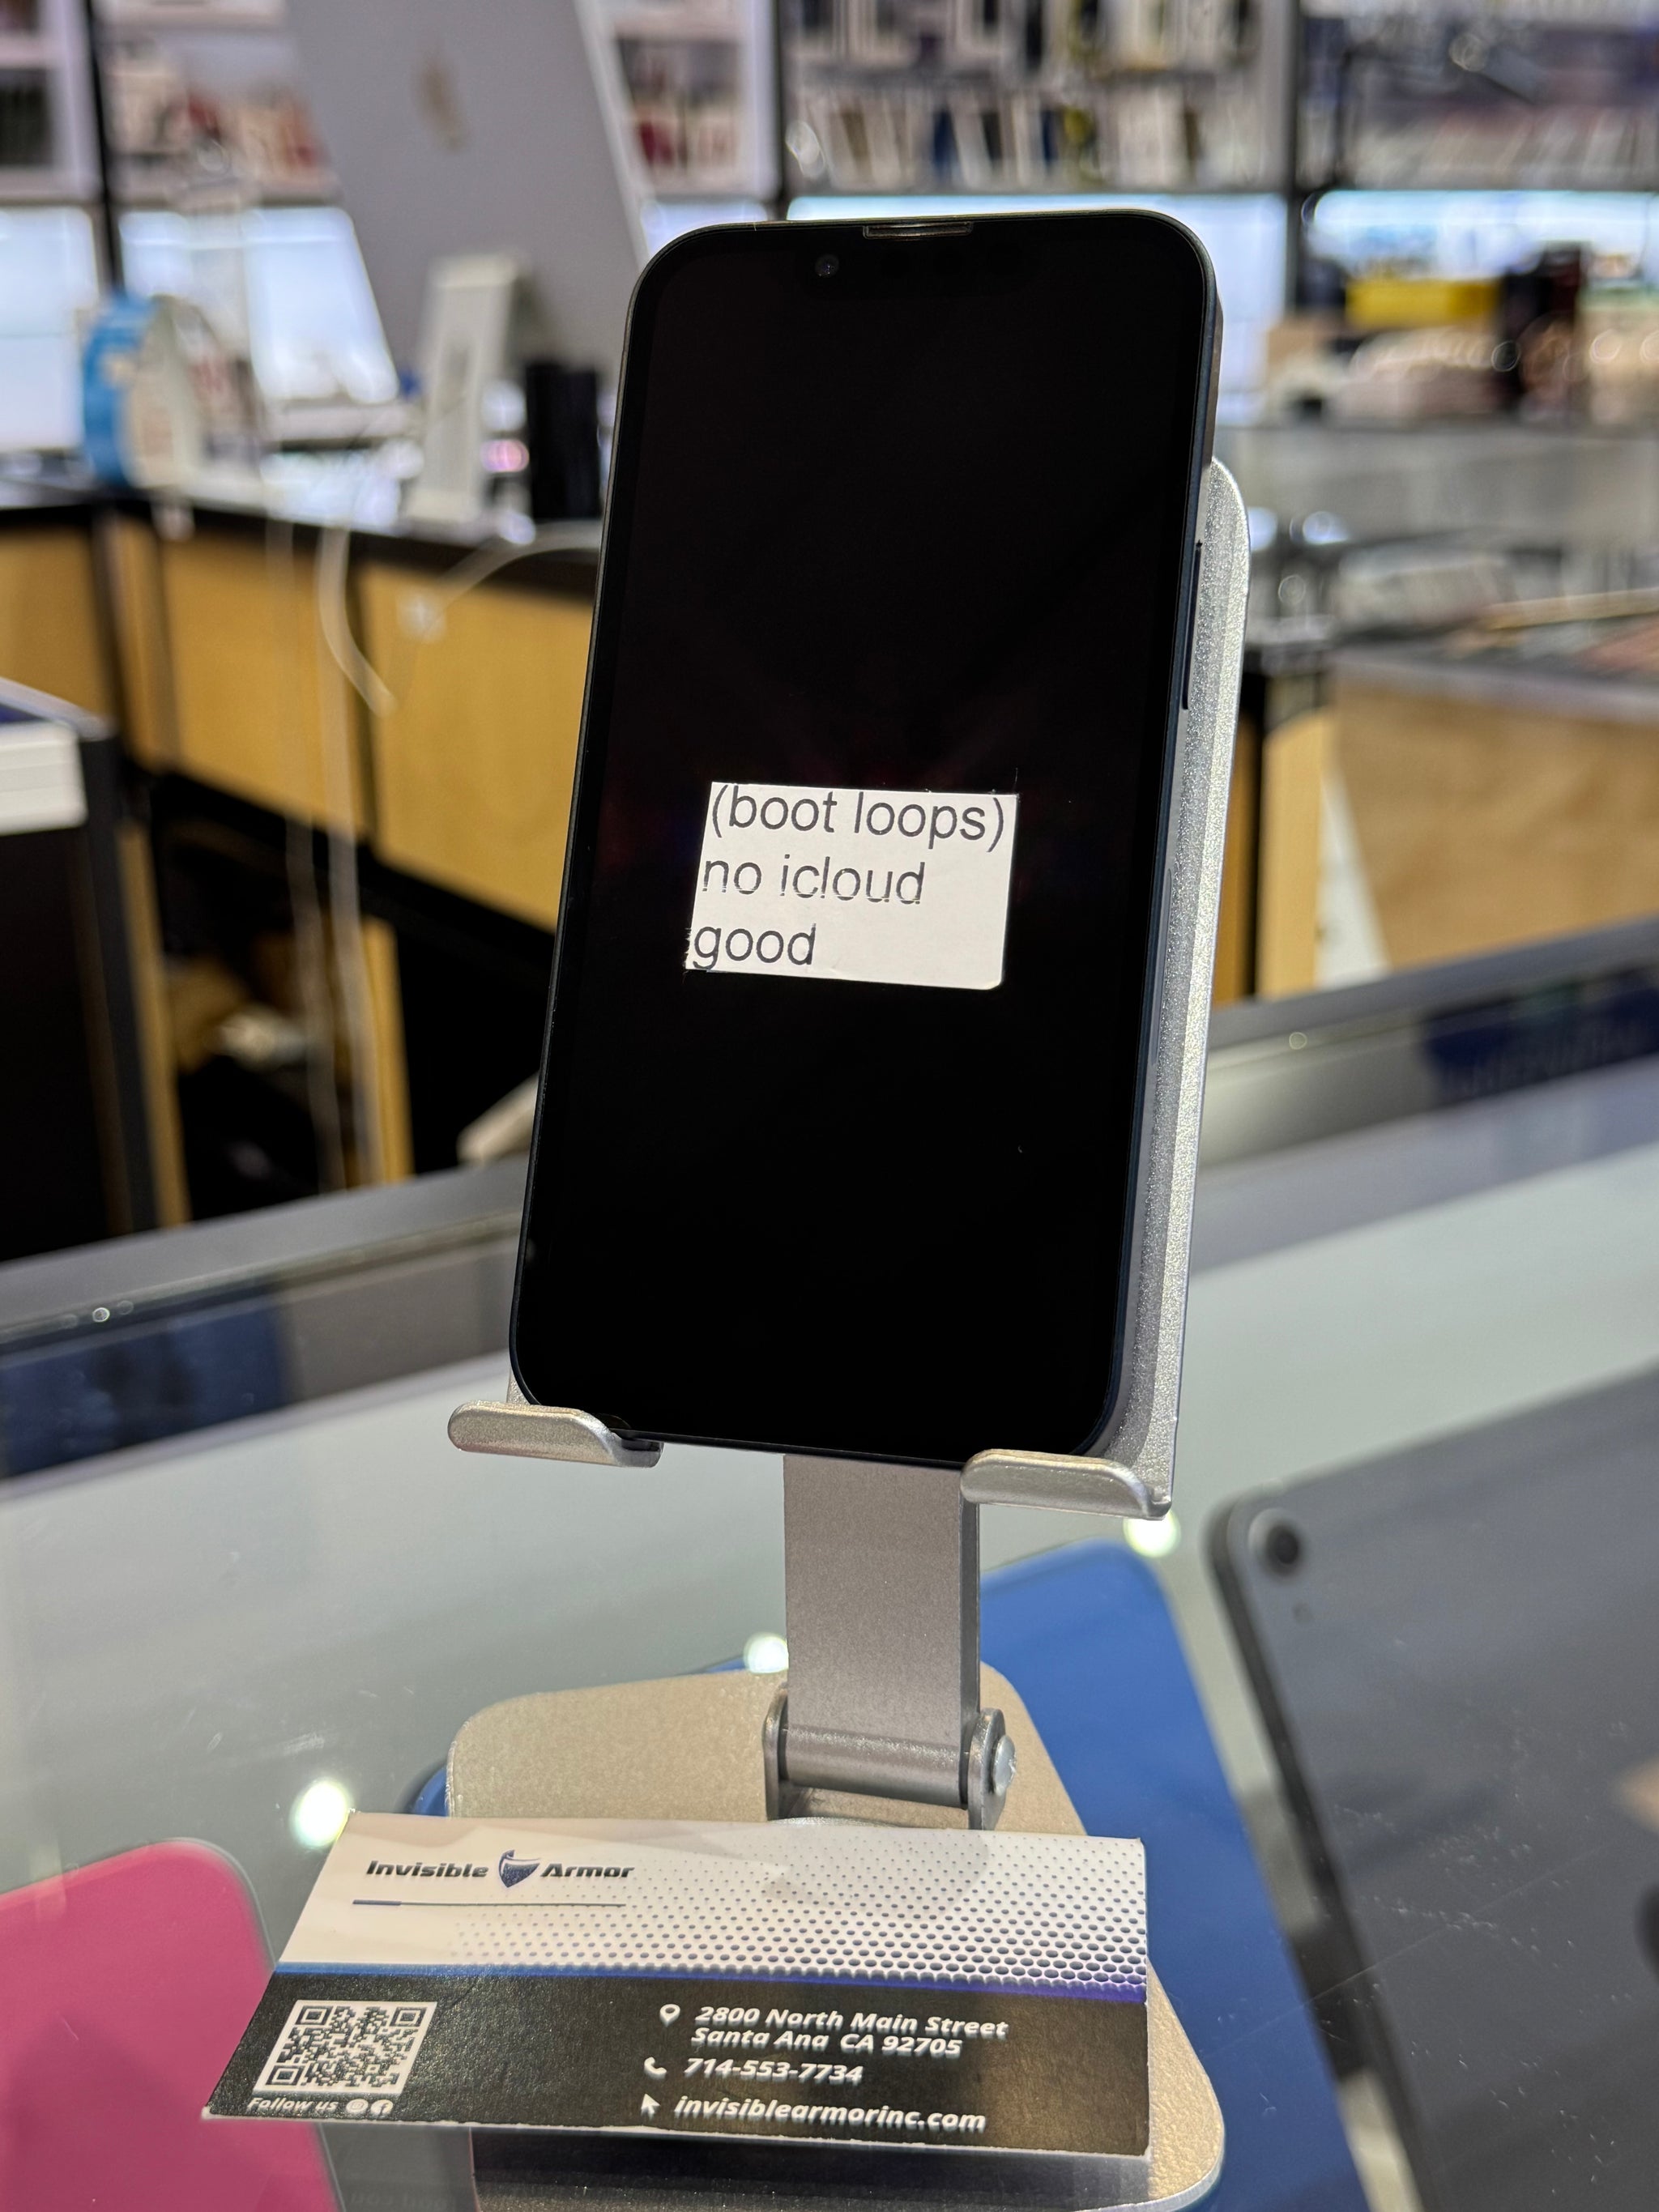 (boot loops)
no icloud
good
Invisible Armor
2800 North Main Street
Santa Ana CA 92705
714-553-7734
invisiblearmorinc.com
Follow us